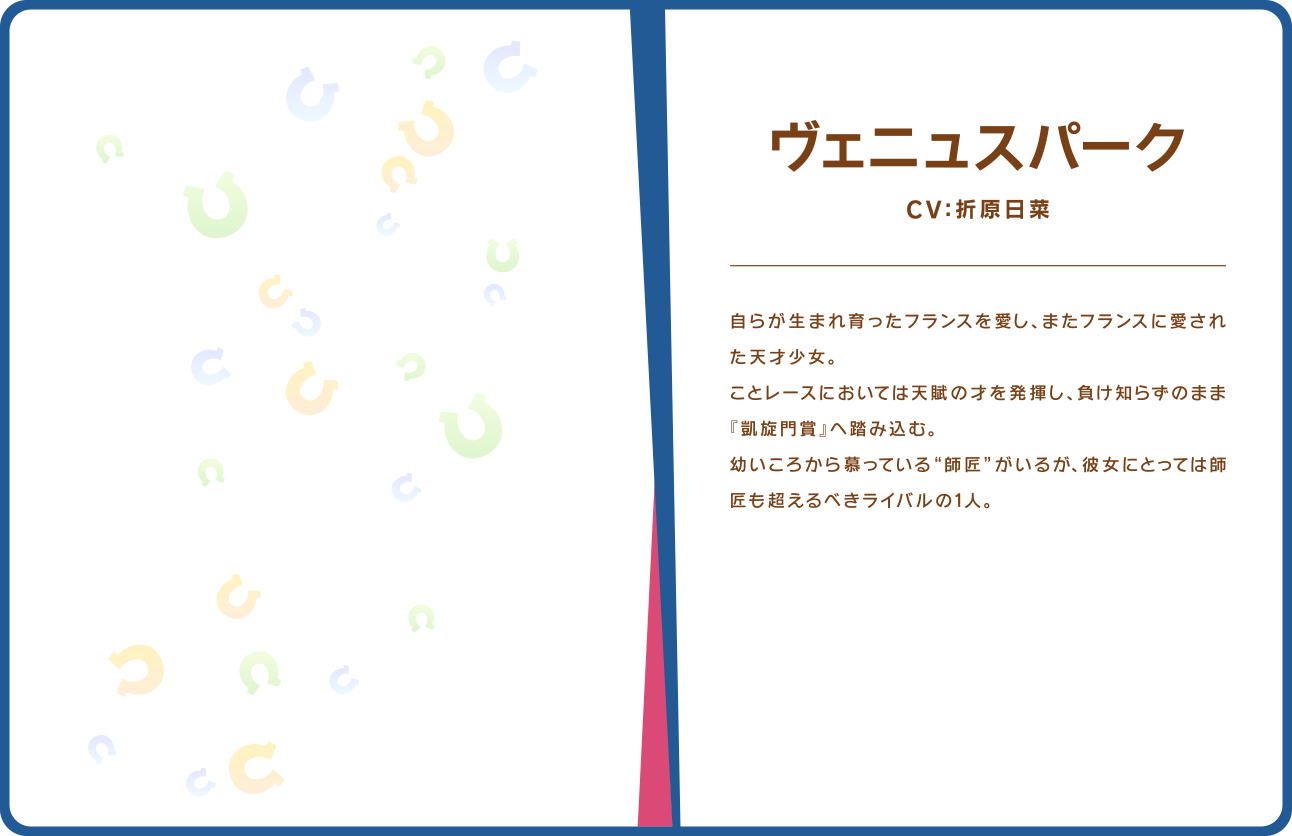 ヴェニュスパーク
CV:折原日菜
自らが生まれ育ったフランスを愛し、またフランスに愛され
た天才少女。
ことレースにおいては天賦の才を発揮し、負け知らずのまま
『凱旋門賞』へ踏み込む。
幼いころから慕っている“師匠”がいるが、彼女にとっては師
匠も超えるべきライバルの1人。